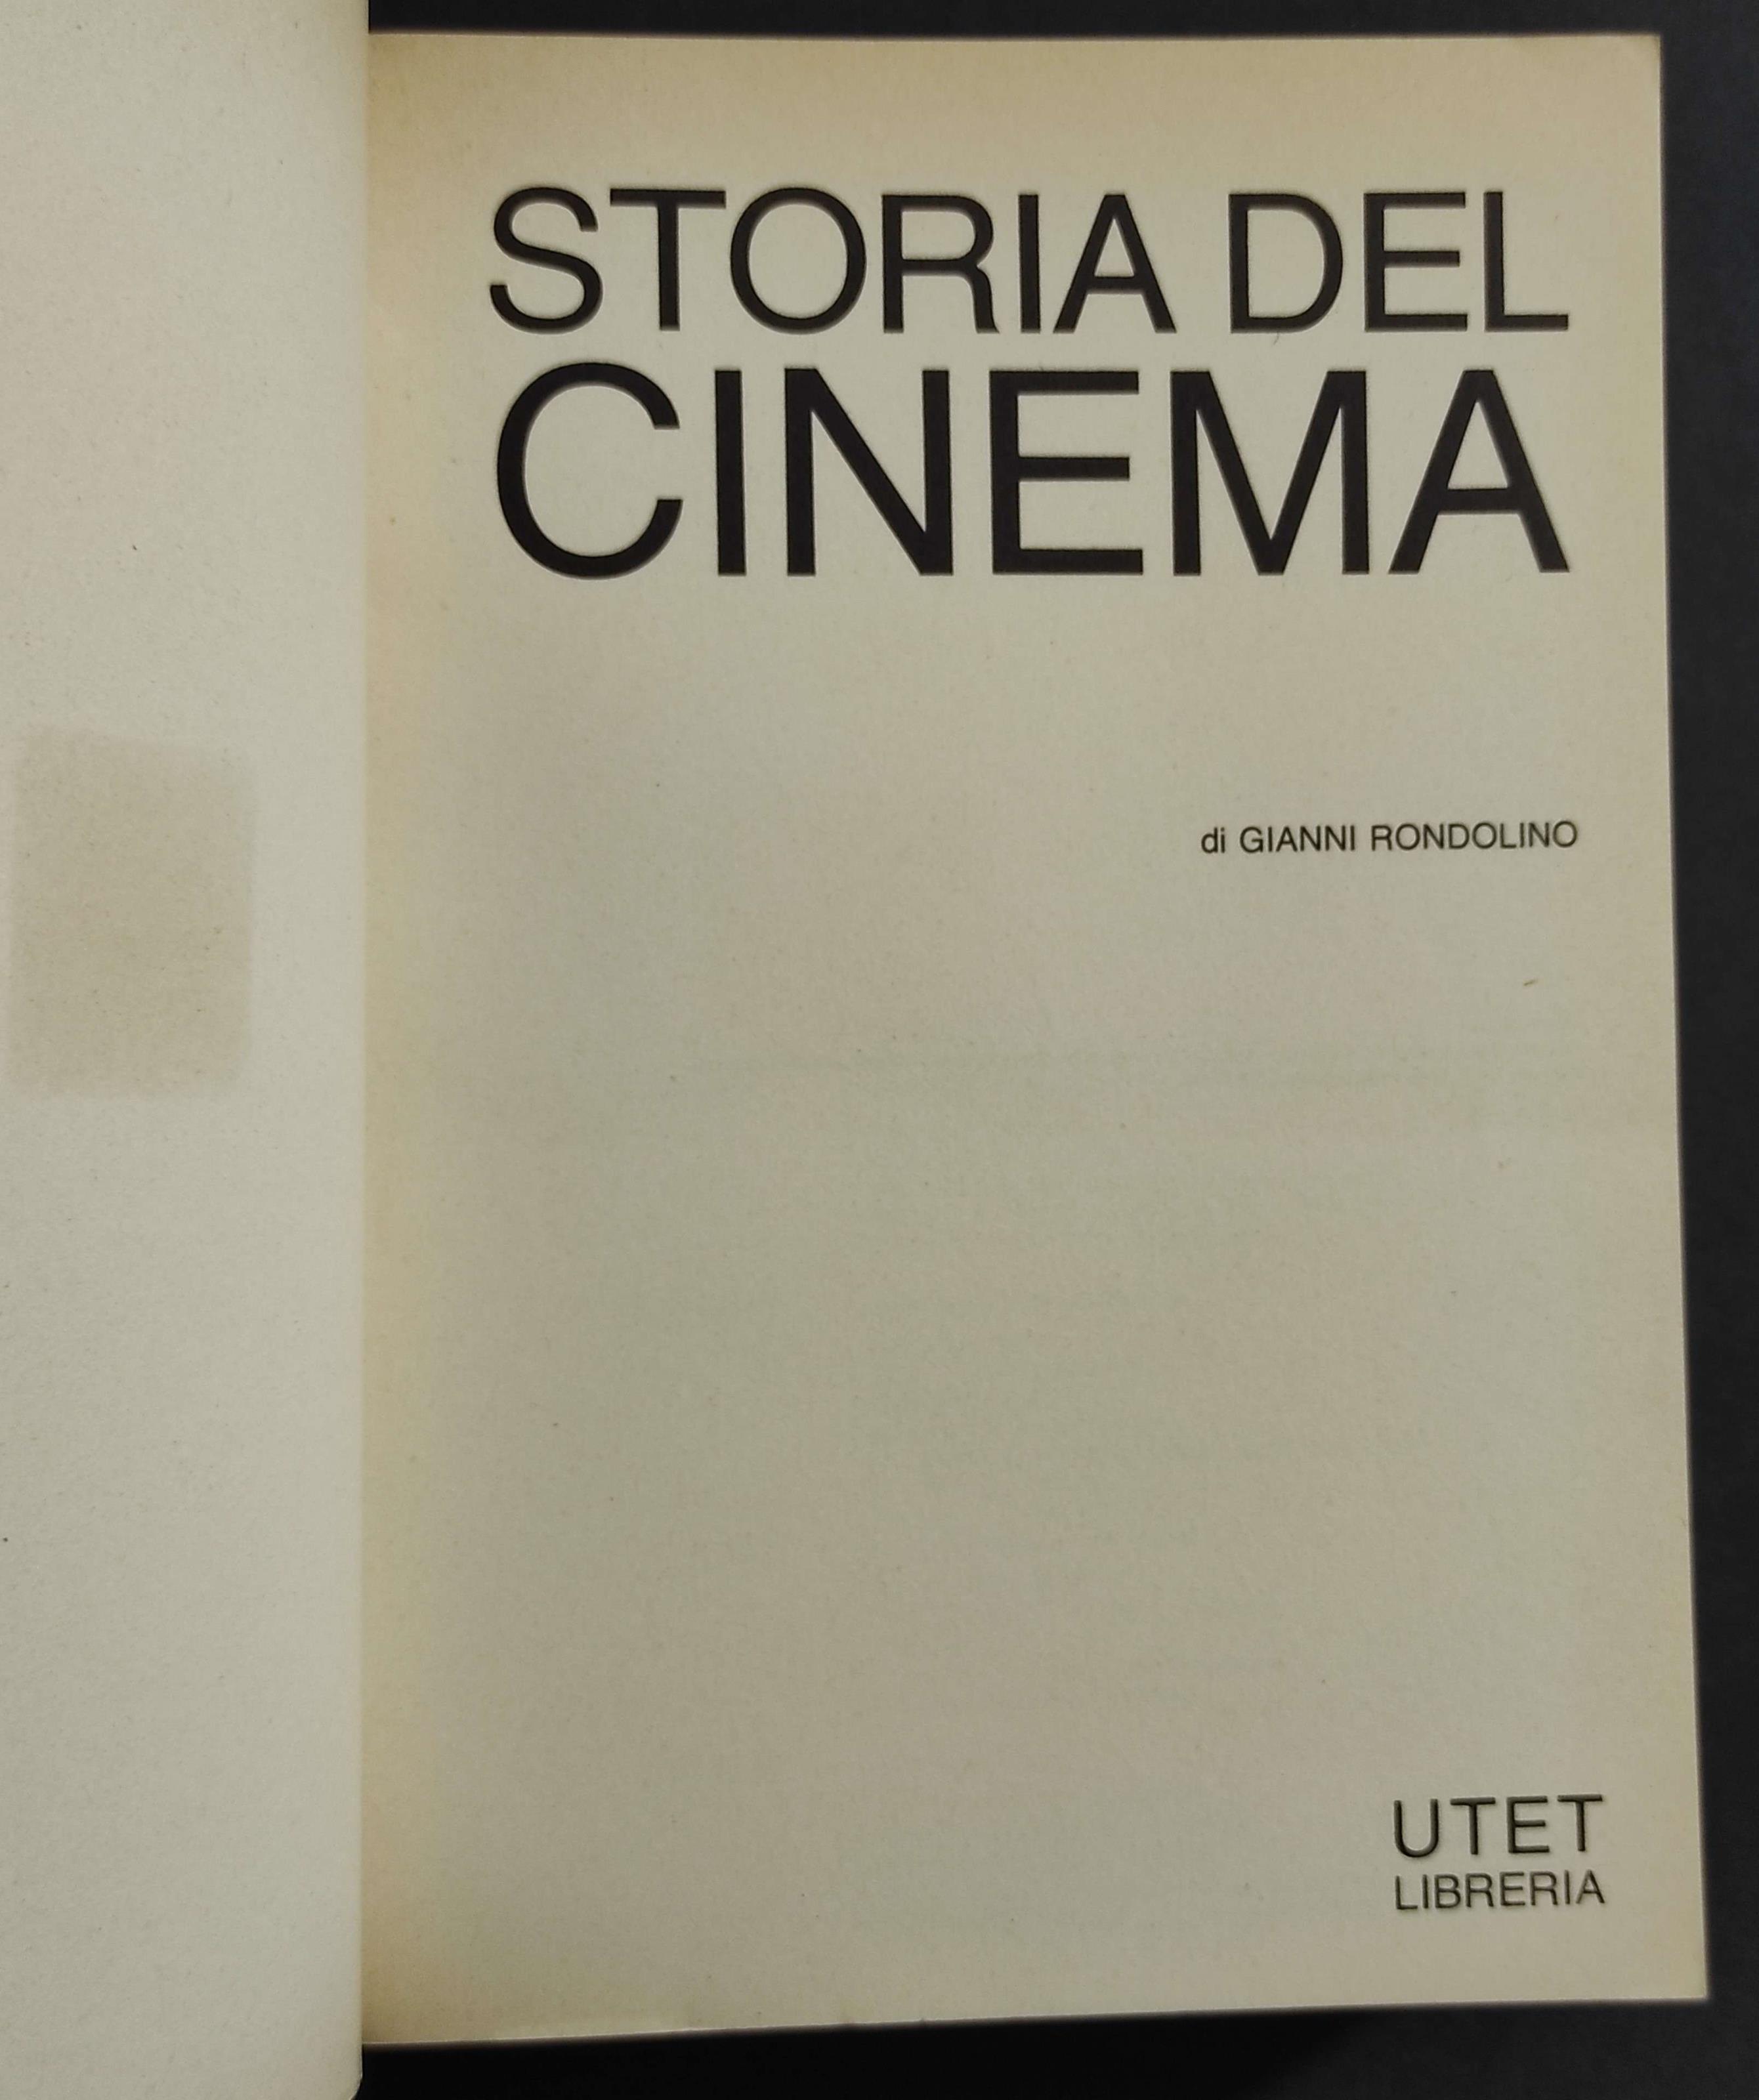 STORIA DEL
CINEMA
di GIANNI RONDOLINO
UTET
LIBRERIA